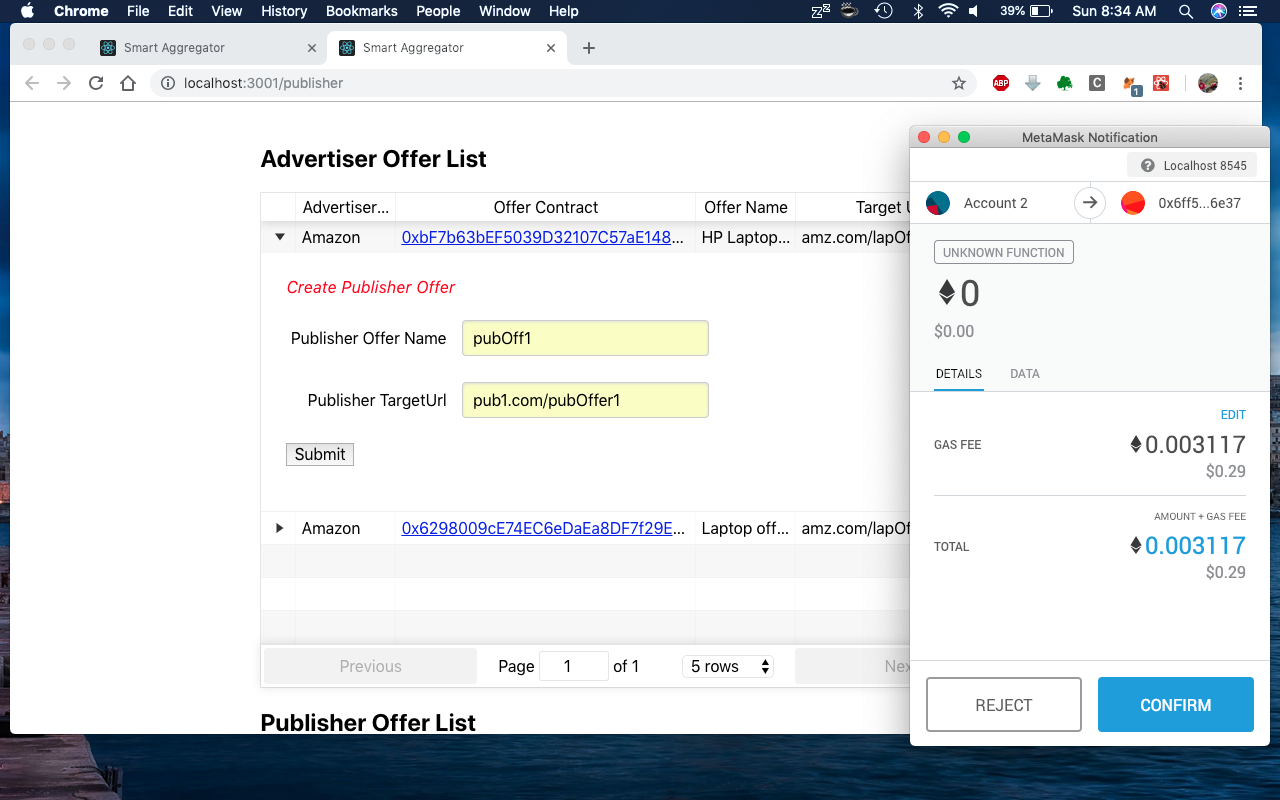 Chrome File Edit View History Bookmarks People Window Help 39% Sun 8:34 AM
Smart Aggregator Smart Aggregator
localhost:3001/publisher ABP C 1
MetaMask Notification
Localhost 8545
Account 2 0x6ff5...6e37
UNKNOWN FUNCTION
0
$0.00
DETAILS DATA
EDIT
GAS FEE 0.003117
$0.29
AMOUNT + GAS FEE
TOTAL 0.003117
$0.29
REJECT CONFIRM
Advertiser Offer List
Advertiser... Offer Contract Offer Name Target
Amazon 0xbF7b63bEF5039D32107C57aE148... HP Laptop... amz.com/lapOf
Create Publisher Offer
Publisher Offer Name pubOff1
Publisher TargetUrl pub1.com/pubOffer1
Submit
Amazon 0x6298009cE74EC6eDaEa8DF7f29E... Laptop off... amz.com/lapOf
Previous Page 1 of 1 5 rows Nex
Publisher Offer List